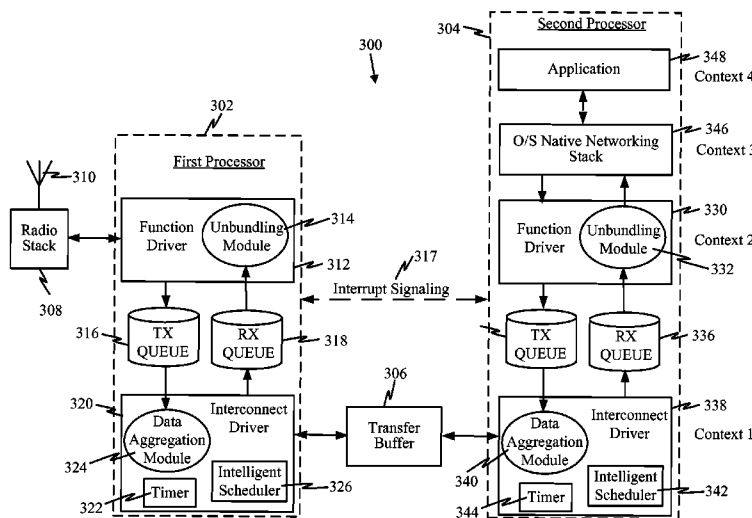 Second Processor
304
300
Application
348
Context 4
302
O/S Native Networking
Stack
346
Context 3
First Processor
310
Radio
Stack
308
Function
Driver
Unbundling
Module
314
312
317
Interrupt Signaling
Function
Driver
Unbundling
Module
330
Context 2
332
316
TX
QUEUE
RX
QUEUE
318
TX
QUEUE
RX
QUEUE
336
320
Data
Aggregation
Module
Interconnect
Driver
324
Intelligent
Scheduler
326
322
Timer
306
Transfer
Buffer
Data
Aggregation
Module
Interconnect
Driver
338
Context 1
340
Intelligent
Scheduler
342
344
Timer